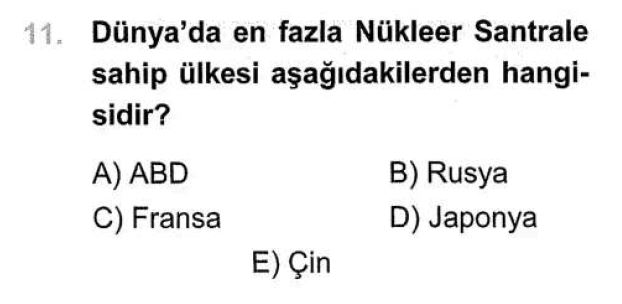 11. Dünya'da en fazla Nükleer Santrale
sahip ülkesi aşağıdakilerden hangi-
sidir?
A) ABD B) Rusya
C) Fransa D) Japonya
E) Çin